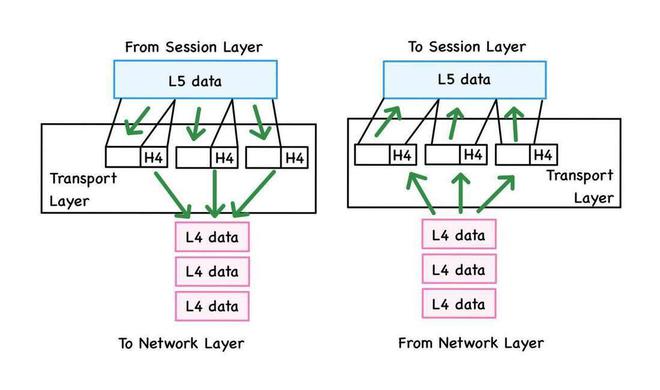 From Session Layer
L5 data
H4
H4
H4
Transport
Layer
L4 data
L4 data
L4 data
To Network Layer
To Session Layer
L5 data
H4
H4
H4
Transport
Layer
L4 data
L4 data
L4 data
From Network Layer